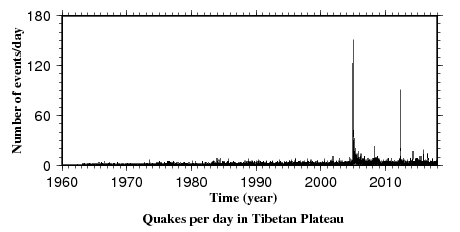 180
120
60
0
Number of events/day
1960 1970 1980 1990 2000 2010
Time (year)
Quakes per day in Tibetan Plateau